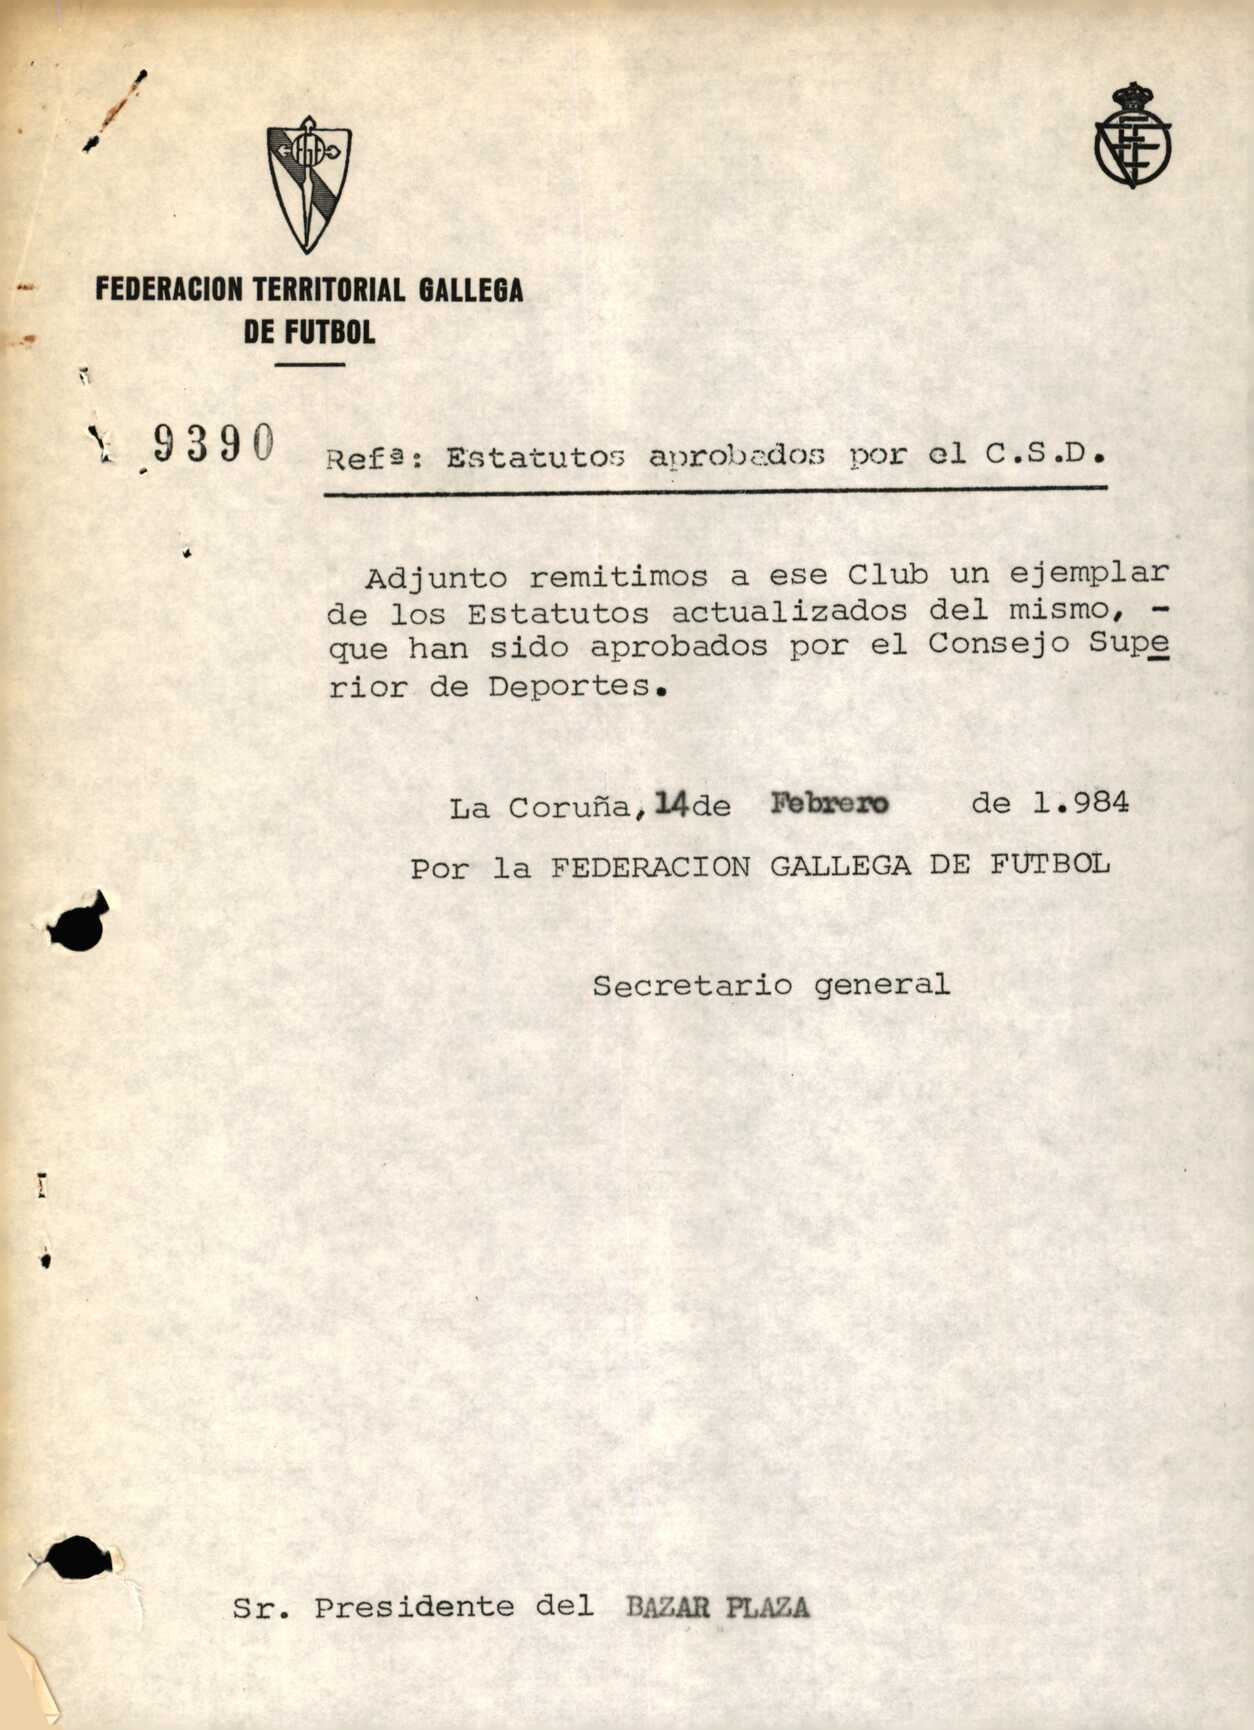 FGF
FEDERACION TERRITORIAL GALLEGA
DE FUTBOL
9390
Refª: Estatutos aprobados por el C.S.D.
Adjunto remitimos a ese Club un ejemplar
de los Estatutos actualizados del mismo, -
que han sido aprobados por el Consejo Supe
rior de Deportes.
La Coruña, 14 de Febrero de 1.984
Por la FEDERACION GALLEGA DE FUTBOL
Secretario general
Sr. Presidente del BAZAR PLAZA